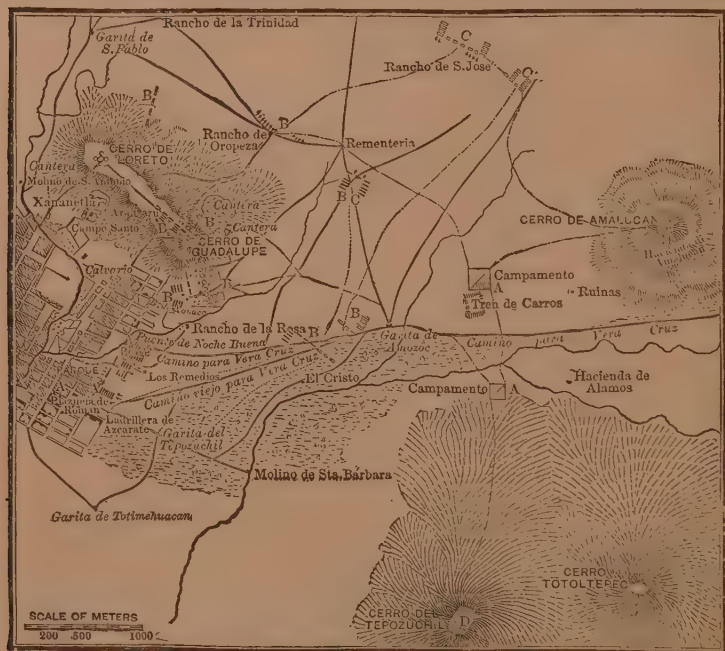 Rancho de la Trinidad
Garita de
S. Pablo
C
Rancho de S. José
C
B
B
Rancho de
Oropeza
Rementeria
CERRO DE
LORETO
Cantera
Molino de S. Antonio
Xananetla
B
C
Cantera
Cantera
B
B
CERRO DE
GUADALUPE
Campo Santo
CERRO DE AMALUCAN
Calvario
Campamento
A
Tren de Carros
Ruinas
B
B
B
Rancho de la Rosa
B
Garita de
Amozoc
Camino para Vera Cruz
Puente de Noche Buena
Camino para Vera Cruz
Los Remedios
Camino viejo para Vera Cruz
El Cristo
Campamento
A
Hacienda de
Alamos
Ladrillera de
Azcarate
Garita del
Tepozuchil
Molino de Sta. Bárbara
Garita de Totimehuacan
CERRO
TOTOLTEPEC
CERRO DEL
TEPOZUCHIL
D
SCALE OF METERS
200 500 1000